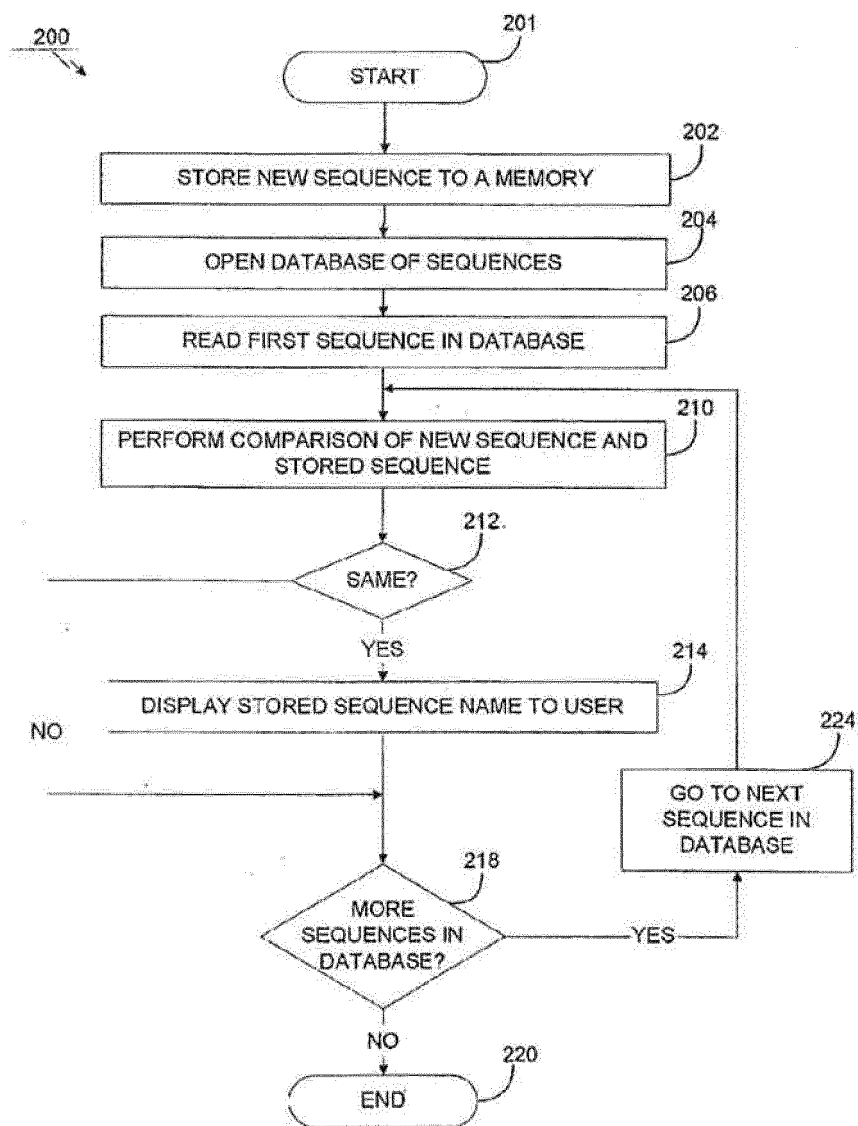 200
201
START
202
STORE NEW SEQUENCE TO A MEMORY
204
OPEN DATABASE OF SEQUENCES
206
READ FIRST SEQUENCE IN DATABASE
210
PERFORM COMPARISON OF NEW SEQUENCE AND
STORED SEQUENCE
212
SAME?
YES
214
DISPLAY STORED SEQUENCE NAME TO USER
NO
224
GO TO NEXT
SEQUENCE IN
DATABASE
218
MORE
SEQUENCES IN
DATABASE?
YES
NO
220
END